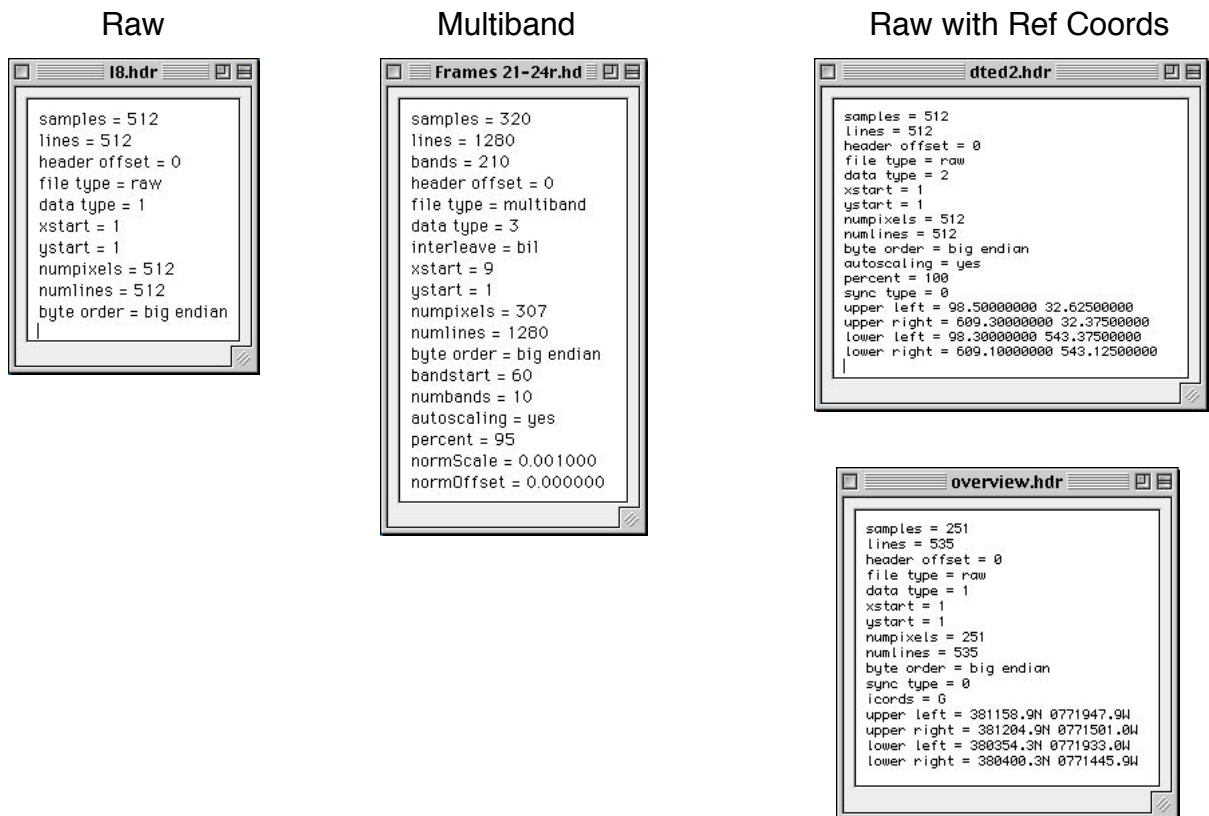 Raw
l8.hdr
samples = 512
lines = 512
header offset = 0
file type = raw
data type = 1
xstart = 1
ystart = 1
numpixels = 512
numlines = 512
byte order = big endian
Multiband
Frames 21-24r.hd
samples = 320
lines = 1280
bands = 210
header offset = 0
file type = multiband
data type = 3
interleave = bil
xstart = 9
ystart = 1
numpixels = 307
numlines = 1280
byte order = big endian
bandstart = 60
numbands = 10
autoscaling = yes
percent = 95
normScale = 0.001000
normOffset = 0.000000
Raw with Ref Coords
dted2.hdr
samples = 512
lines = 512
header offset = 0
file type = raw
data type = 2
xstart = 1
ystart = 1
numpixels = 512
numlines = 512
byte order = big endian
autoscaling = yes
percent = 100
sync type = 0
upper left = 98.50000000 32.62500000
upper right = 609.30000000 32.37500000
lower left = 98.30000000 543.37500000
lower right = 609.10000000 543.12500000
overview.hdr
samples = 251
lines = 535
header offset = 0
file type = raw
data type = 1
xstart = 1
ystart = 1
numpixels = 251
numlines = 535
byte order = big endian
sync type = 0
icords = G
upper left = 381158.9N 0771947.9W
upper right = 381204.9N 0771501.0W
lower left = 380354.3N 0771933.0W
lower right = 380400.3N 0771445.9W